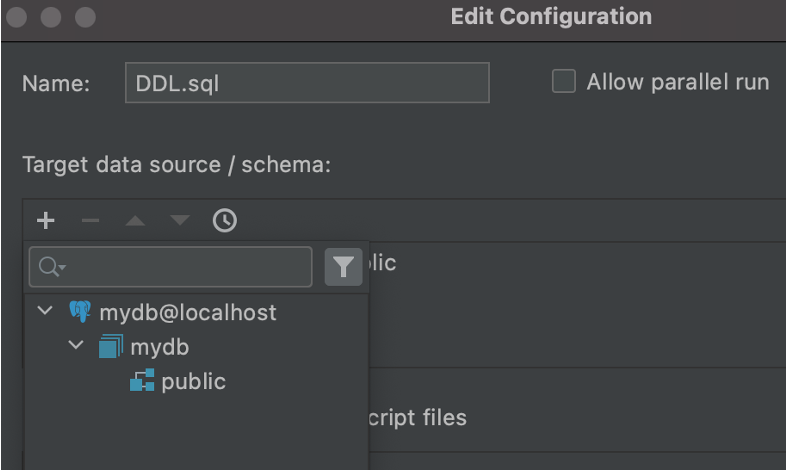 Edit Configuration
Name: DDL.sql Allow parallel run
Target data source / schema:
lic
mydb@localhost
mydb
public
cript files